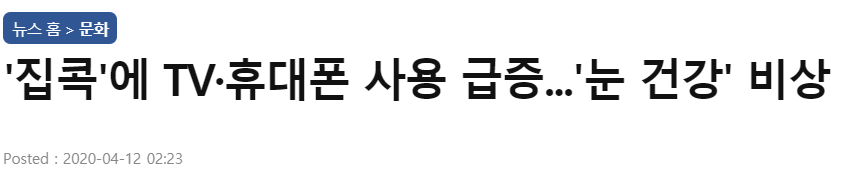 뉴스 홈 > 문화
'집콕'에 TV·휴대폰 사용 급증...'눈 건강' 비상
Posted : 2020-04-12 02:23